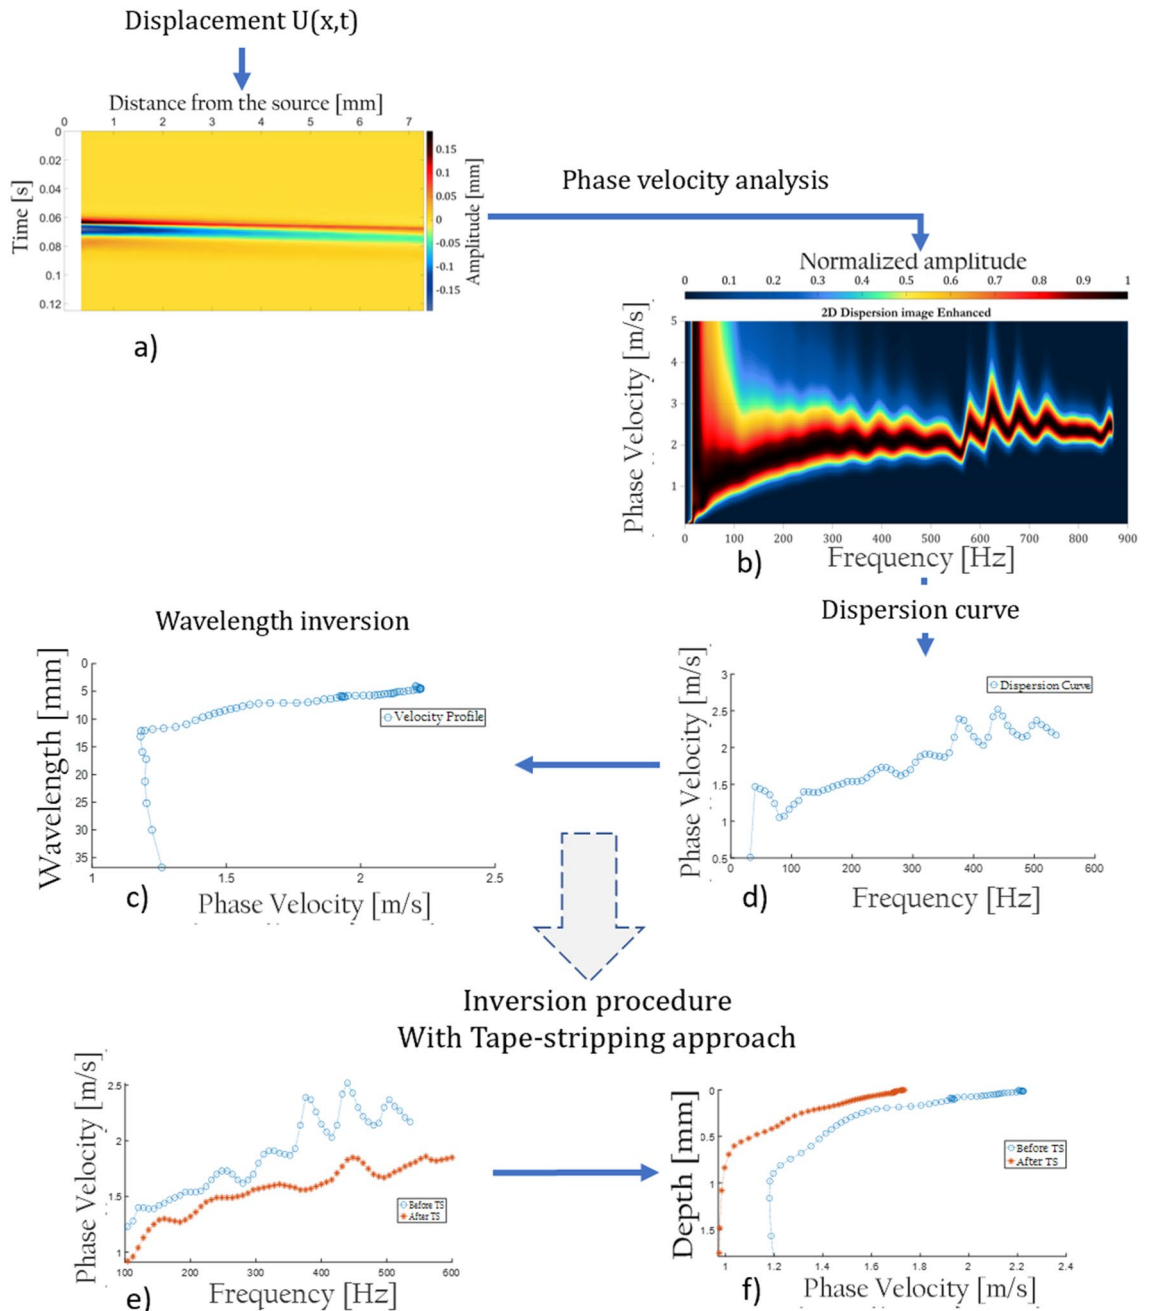 Displacement U(x,t)
Distance from the source [mm]
0 1 2 3 4 5 6 7
Time [s]
0
0.02
0.04
0.06
0.08
0.1
0.12
0.15
0.1
0.05
0
-0.05
-0.1
-0.15
Amplitude [mm]
a)
Phase velocity analysis
Normalized amplitude
0 0.1 0.2 0.3 0.4 0.5 0.6 0.7 0.8 0.9 1
2D Dispersion image Enhanced
Phase Velocity [m/s]
5
4
3
2
1
0 100 200 300 400 500 600 700 800 900
Frequency [Hz]
b)
Wavelength inversion
Wavelength [mm]
0
5
10
15
20
25
30
35
Velocity Profile
1 1.5 2 2.5
Phase Velocity [m/s]
c)
Dispersion curve
Phase Velocity [m/s]
3
2.5
2
1.5
1
0.5
Dispersion Curve
0 100 200 300 400 500 600
Frequency [Hz]
d)
Inversion procedure
With Tape-stripping approach
Phase Velocity [m/s]
2.5
2
1.5
1
Before TS
After TS
100 200 300 400 500 600
Frequency [Hz]
e)
Depth [mm]
0
0.5
1
1.5
Before TS
After TS
1 1.2 1.4 1.6 1.8 2 2.2 2.4
Phase Velocity [m/s]
f)